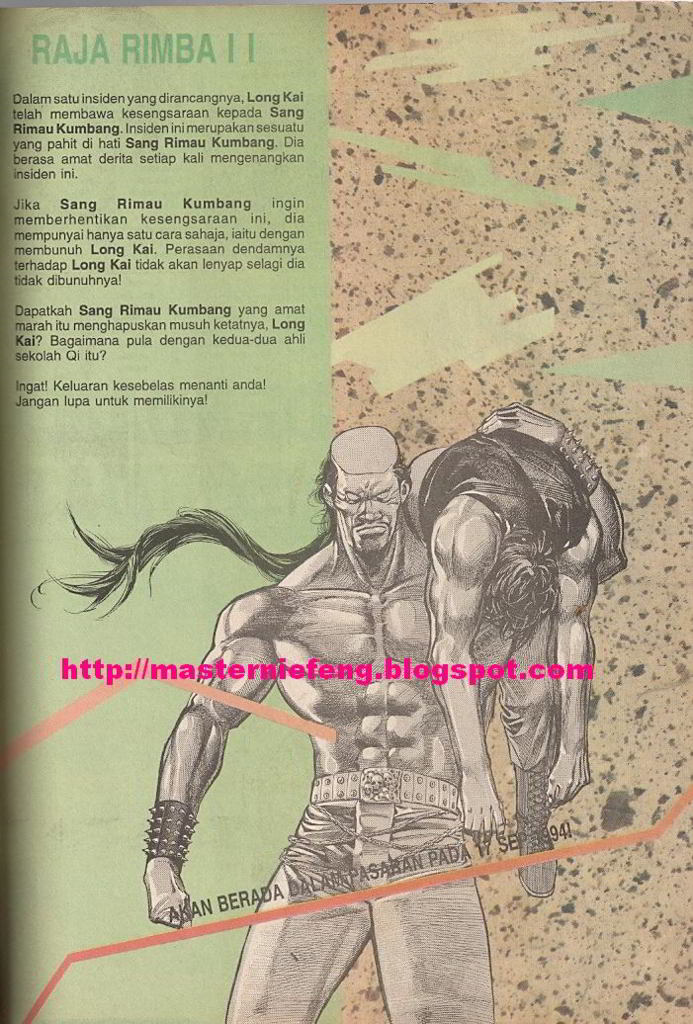 RAJA RIMBA I I
Dalam satu insiden yang dirancangnya, Long Kai
telah membawa kesengsaraan kepada Sang
Rimau Kumbang. Insiden ini merupakan sesuatu
yang pahit di hati Sang Rimau Kumbang. Dia
berasa amat derita setiap kali mengenangkan
insiden ini.
Jika Sang Rimau Kumbang ingin
memberhentikan kesengsaraan ini, dia
mempunyai hanya satu cara sahaja, iaitu dengan
membunuh Long Kai. Perasaan dendamnya
terhadap Long Kai tidak akan lenyap selagi dia
tidak dibunuhnya!
Dapatkah Sang Rimau Kumbang yang amat
marah itu menghapuskan musuh ketatnya, Long
Kai? Bagaimana pula dengan kedua-dua ahli
sekolah Qi itu?
Ingat! Keluaran kesebelas menanti anda!
Jangan lupa untuk memilikinya!
http://masterniefeng.blogspot.com
AKAN BERADA DALAM PASARAN PADA 17 SEP 1994!